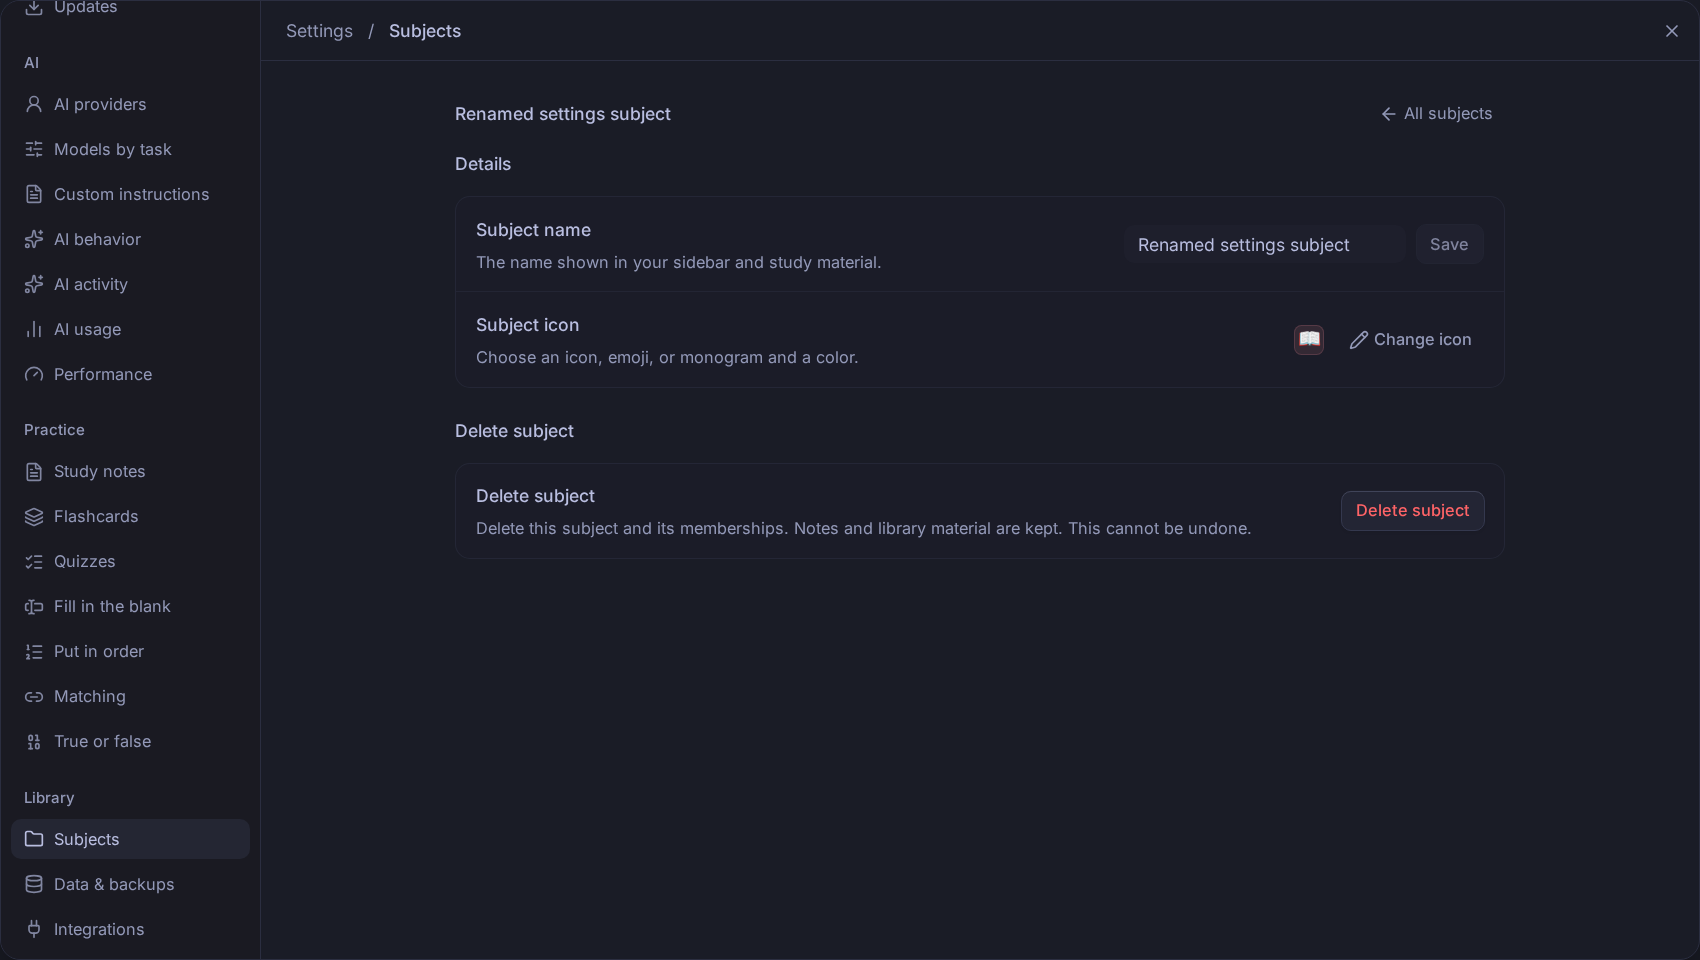 Updates
AI
AI providers
Models by task
Custom instructions
AI behavior
AI activity
AI usage
Performance
Practice
Study notes
Flashcards
Quizzes
Fill in the blank
Put in order
Matching
True or false
Library
Subjects
Data & backups
Integrations
Settings / Subjects
Renamed settings subject
All subjects
Details
Subject name
The name shown in your sidebar and study material.
Renamed settings subject
Save
Subject icon
Choose an icon, emoji, or monogram and a color.
Change icon
Delete subject
Delete subject
Delete this subject and its memberships. Notes and library material are kept. This cannot be undone.
Delete subject